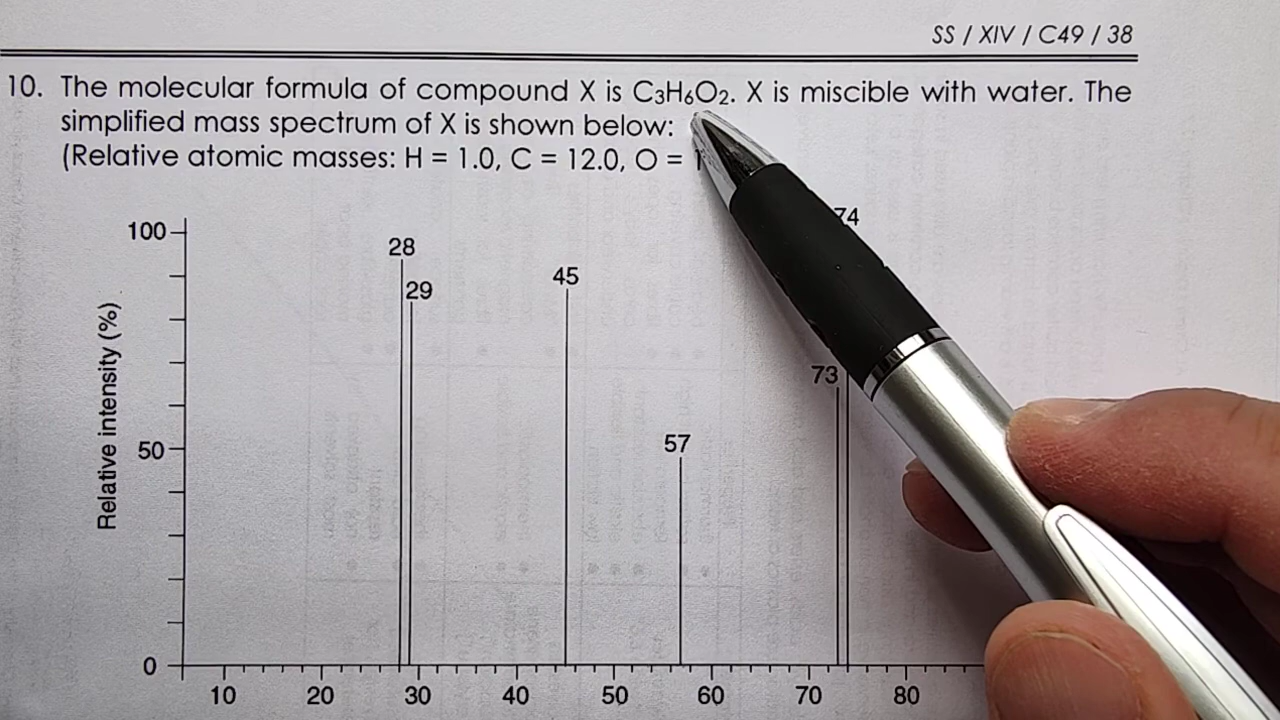 SS / XIV / C49 / 38
10. The molecular formula of compound X is C₃H₆O₂. X is miscible with water. The
simplified mass spectrum of X is shown below:
(Relative atomic masses: H = 1.0, C = 12.0, O =
100
74
28
45
29
73
57
50
0
Relative intensity (%)
10 20 30 40 50 60 70 80